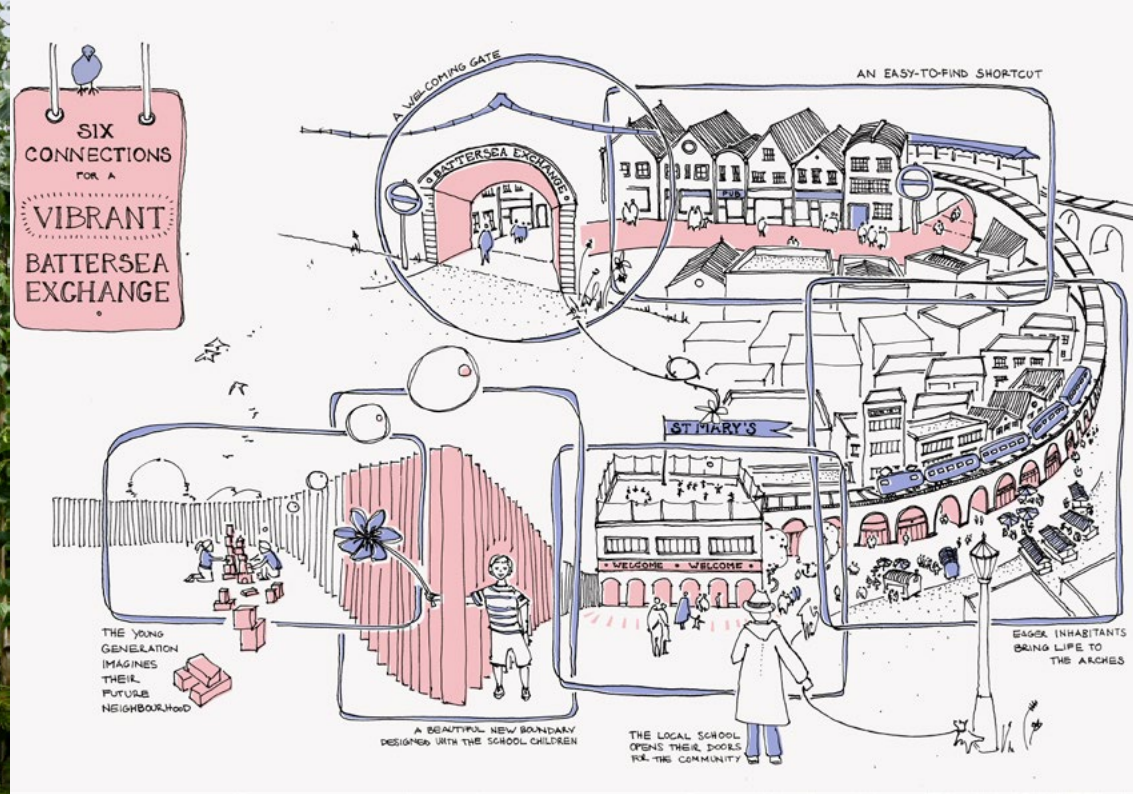 SIX
CONNECTIONS
FOR A
VIBRANT
BATTERSEA
EXCHANGE
A WELCOMING GATE
BATTERSEA EXCHANGE
AN EASY-TO-FIND SHORTCUT
PUB
ST MARY'S
WELCOME • WELCOME
EAGER INHABITANTS
BRING LIFE TO
THE ARCHES
THE YOUNG
GENERATION
IMAGINES
THEIR
FUTURE
NEIGHBOURHOOD
A BEAUTIFUL NEW BOUNDARY
DESIGNED WITH THE SCHOOL CHILDREN
THE LOCAL SCHOOL
OPENS THEIR DOORS
FOR THE COMMUNITY